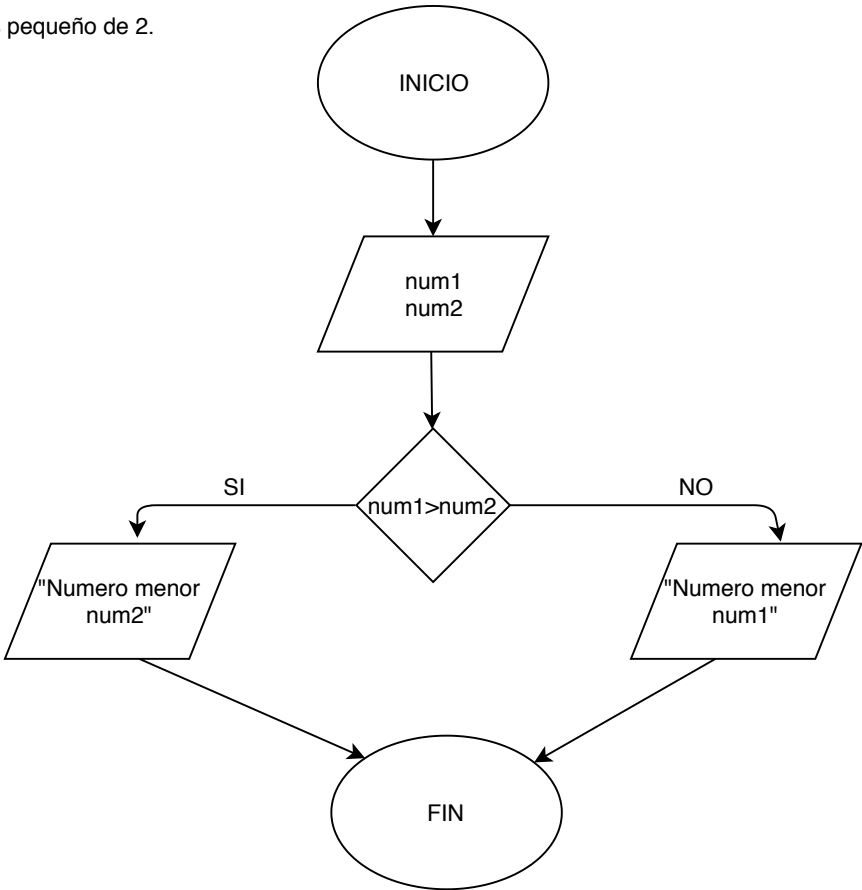 pequeño de 2.
INICIO
num1
num2
num1>num2
SI
NO
"Numero menor
num2"
"Numero menor
num1"
FIN